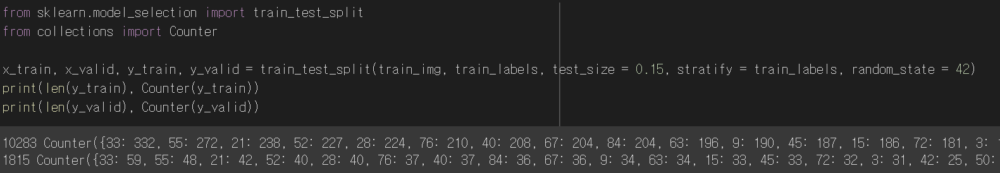 from sklearn.model_selection import train_test_split
from collections import Counter
x_train, x_valid, y_train, y_valid = train_test_split(train_img, train_labels, test_size = 0.15, stratify = train_labels, random_state = 42)
print(len(y_train), Counter(y_train))
print(len(y_valid), Counter(y_valid))
10283 Counter({33: 332, 55: 272, 21: 238, 52: 227, 28: 224, 76: 210, 40: 208, 67: 204, 84: 204, 63: 196, 9: 190, 45: 187, 15: 186, 72: 181, 3:
1815 Counter({33: 59, 55: 48, 21: 42, 52: 40, 28: 40, 76: 37, 40: 37, 84: 36, 67: 36, 9: 34, 63: 34, 15: 33, 45: 33, 72: 32, 3: 31, 42: 25, 50: